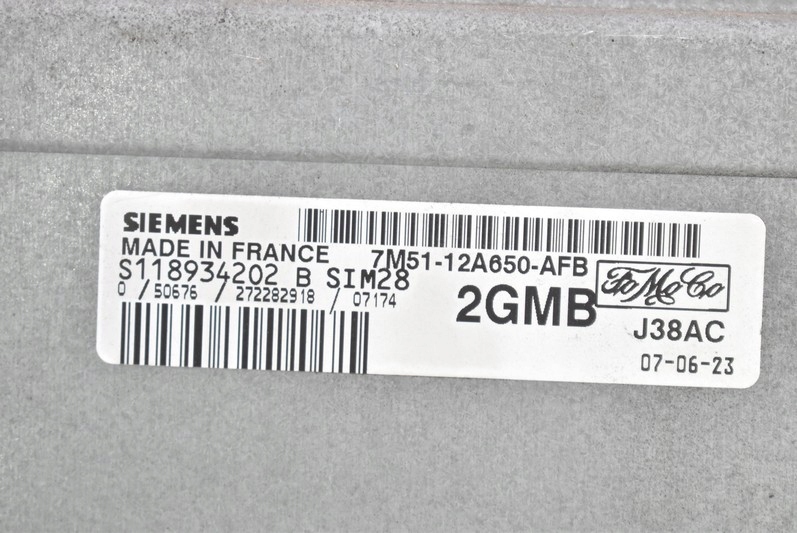 SIEMENS
MADE IN FRANCE 7M51-12A650-AFB
S118934202 B SIM28
0 / 50676 / 272282918 / 07174
2GMB
FoMoCo
J38AC
07-06-23